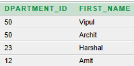 DPARTMENT_ID FIRST_NAME
50 Vipul
50 Archit
23 Harshal
12 Amit